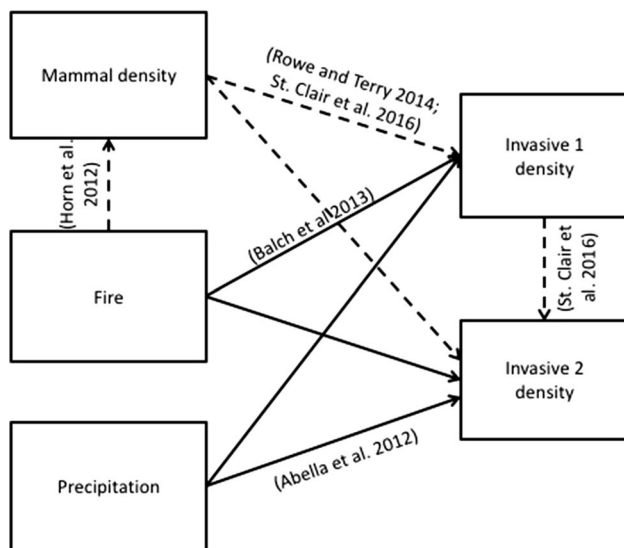 Mammal density
(Rowe and Terry 2014;
St. Clair et al. 2016)
Invasive 1
density
(Horn et al.
2012)
(Balch et al 2013)
Fire
(St. Clair et
al. 2016)
Invasive 2
density
Precipitation
(Abella et al. 2012)